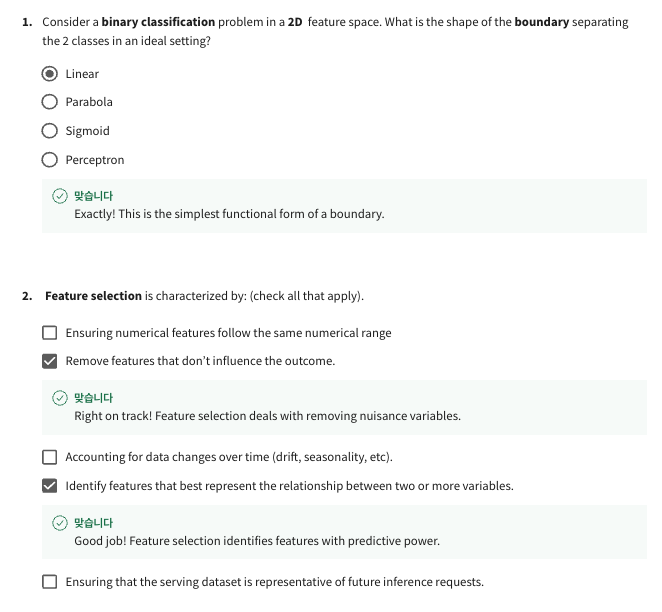 1. Consider a binary classification problem in a 2D feature space. What is the shape of the boundary separating
the 2 classes in an ideal setting?
Linear
Parabola
Sigmoid
Perceptron
맞습니다
Exactly! This is the simplest functional form of a boundary.
2. Feature selection is characterized by: (check all that apply).
Ensuring numerical features follow the same numerical range
Remove features that don't influence the outcome.
맞습니다
Right on track! Feature selection deals with removing nuisance variables.
Accounting for data changes over time (drift, seasonality, etc).
Identify features that best represent the relationship between two or more variables.
맞습니다
Good job! Feature selection identifies features with predictive power.
Ensuring that the serving dataset is representative of future inference requests.